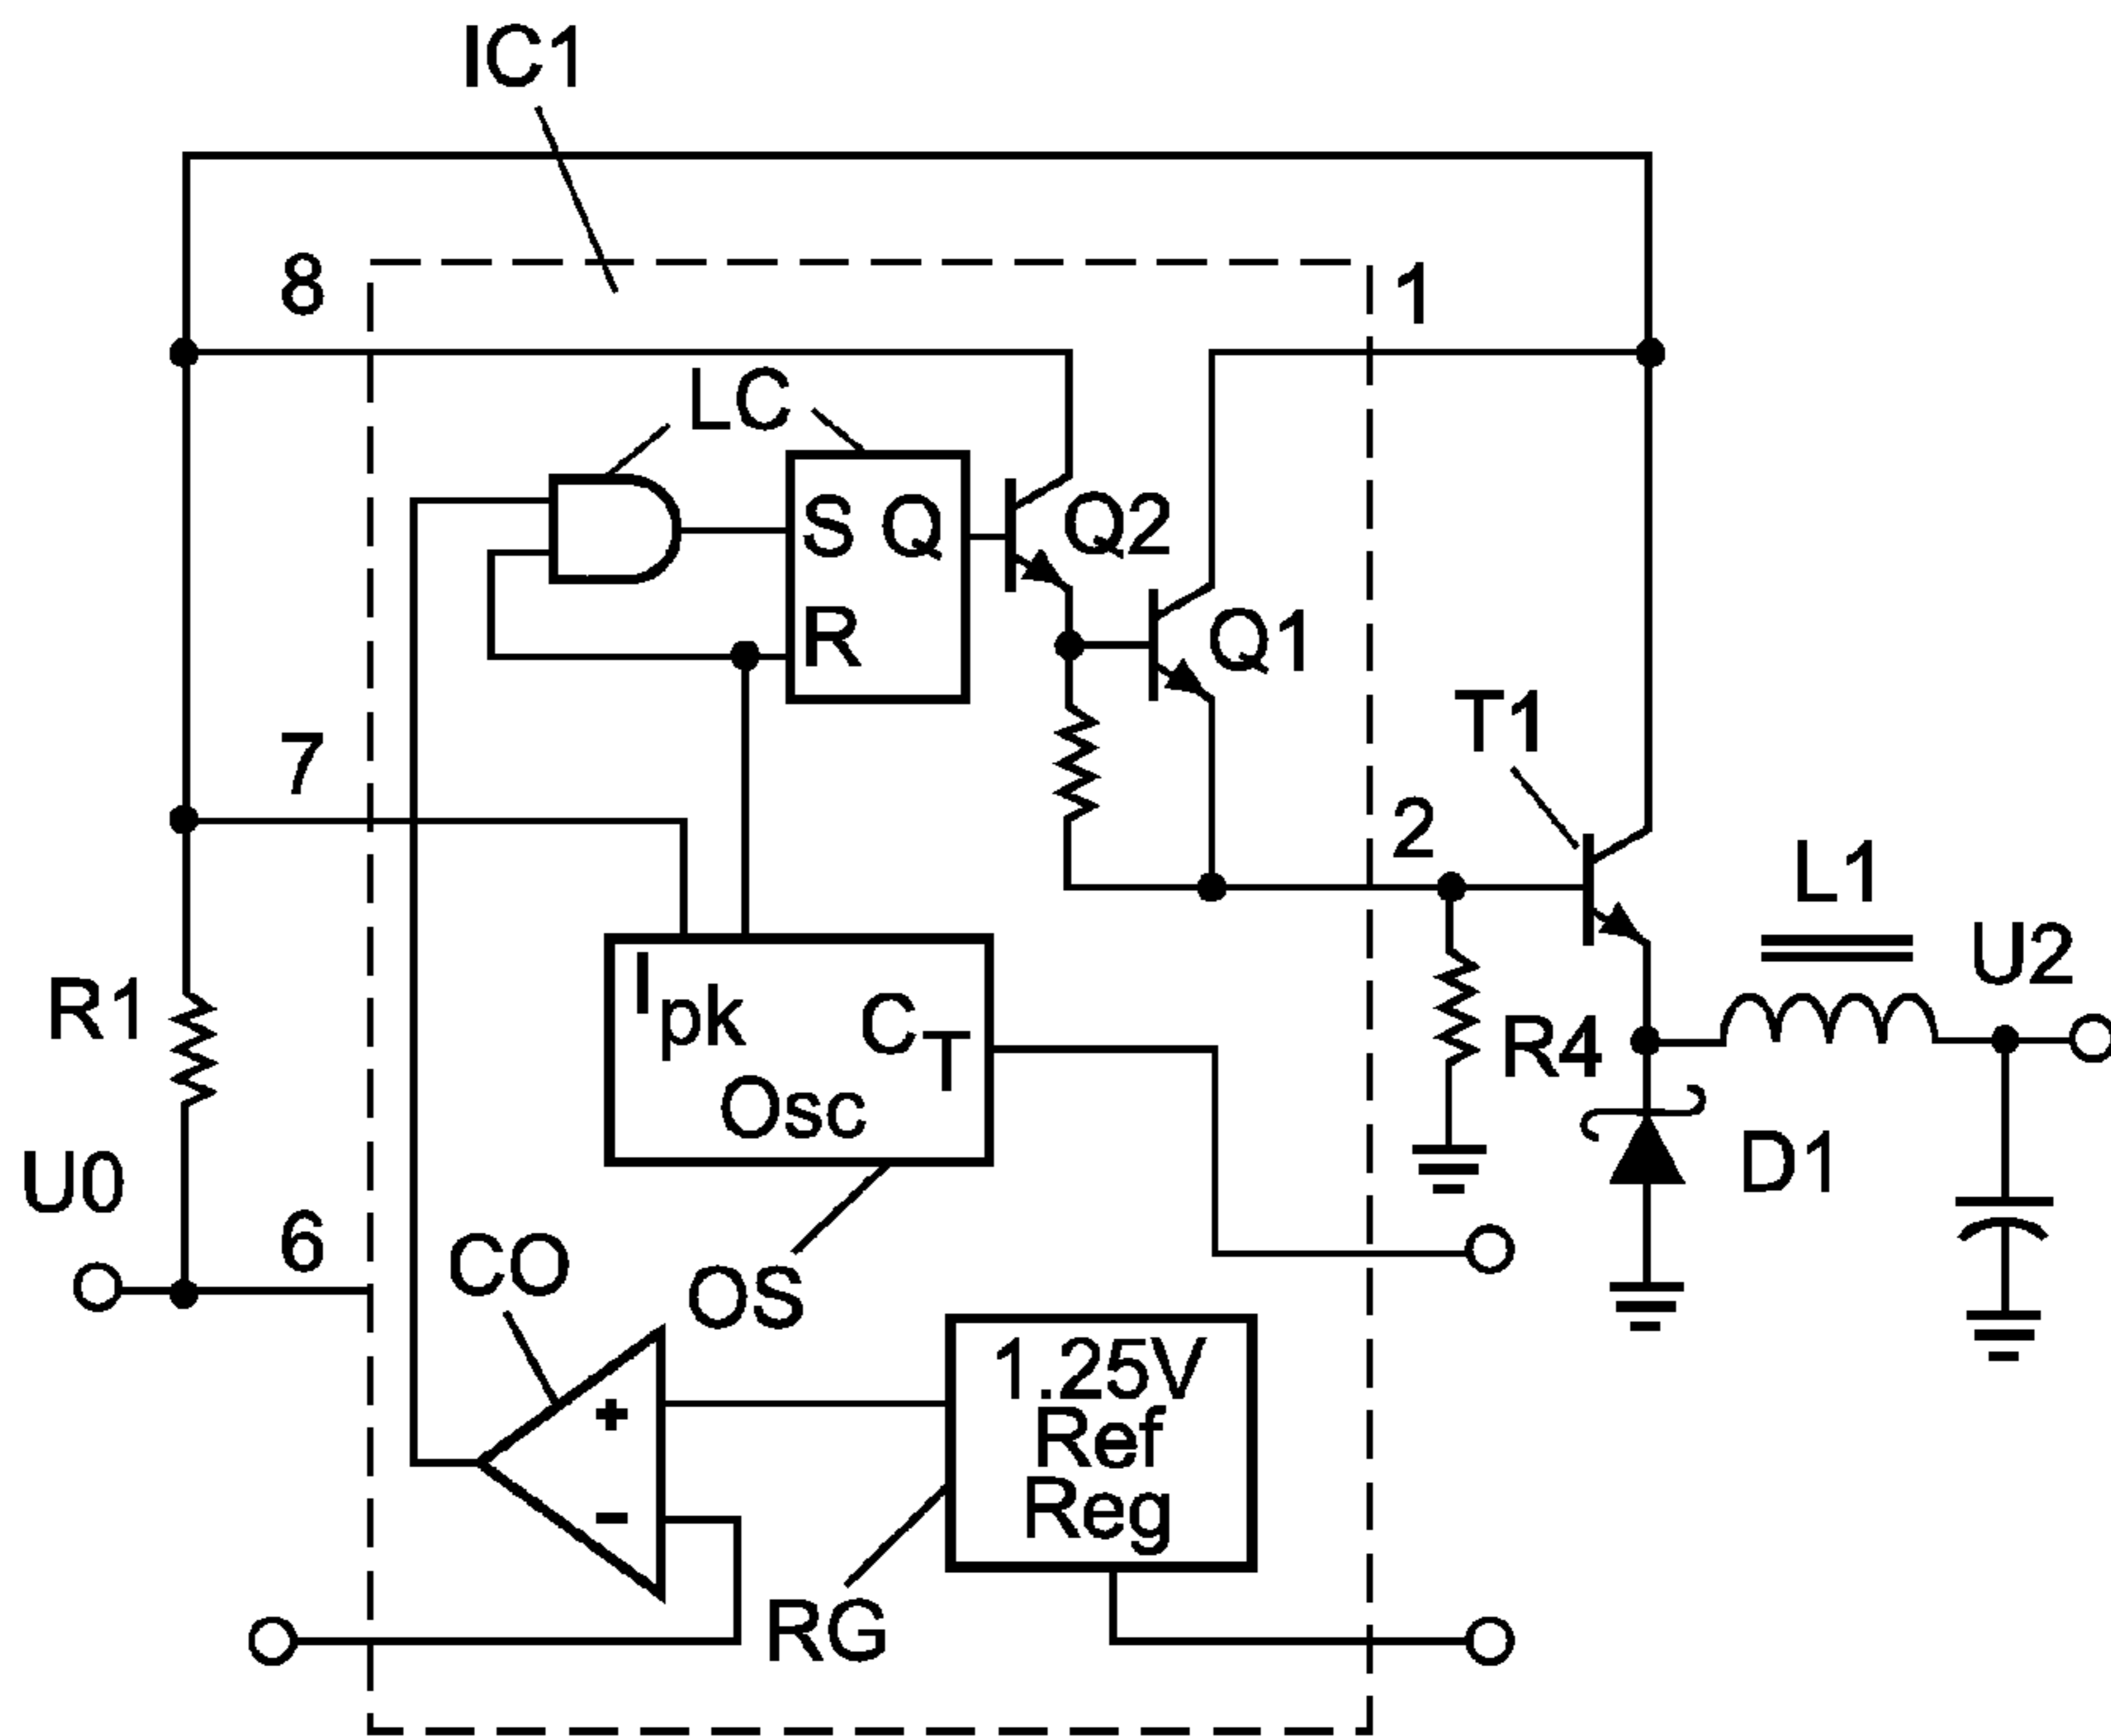 IC1
8
1
LC
S Q
Q2
R
Q1
7
T1
2
L1
U2
R1
Ipk
CT
R4
Osc
U0
D1
6
CO
OS
1.25V
Ref
Reg
+
-
RG